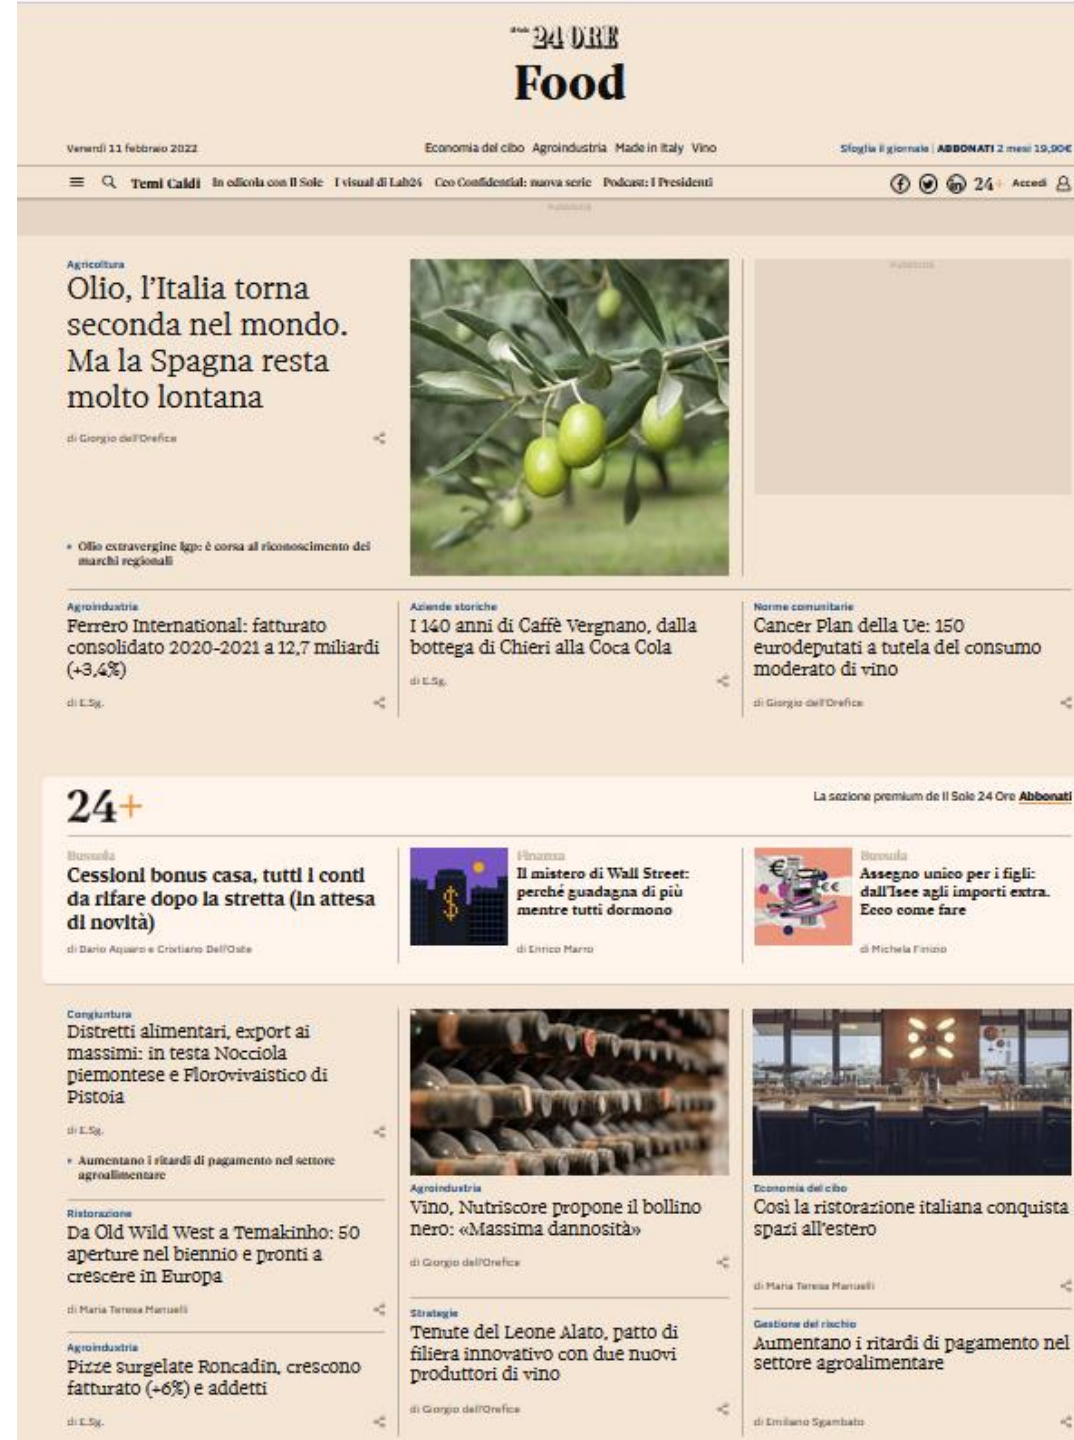 Il Sole 24 ORE
Food
Venerdì 11 febbraio 2022
Economia del cibo Agroindustria Made in Italy Vino
Sfoglia il giornale | ABBONATI 2 mesi 19,90€
Temi Caldi In edicola con Il Sole I visual di Lab24 Ceo Confidential: nuova serie Podcast: I Presidenti
24+ Accedi
Pubblicità
Agricoltura
Olio, l'Italia torna
seconda nel mondo.
Ma la Spagna resta
molto lontana
di Giorgio dell'Orefice
Olio extravergine Igp: è corsa al riconoscimento dei
marchi regionali
Pubblicità
Agroindustria
Ferrero International: fatturato
consolidato 2020-2021 a 12,7 miliardi
(+3,4%)
di E.Sg.
Aziende storiche
I 140 anni di Caffè Vergnano, dalla
bottega di Chieri alla Coca Cola
di E.Sg.
Norme comunitarie
Cancer Plan della Ue: 150
eurodeputati a tutela del consumo
moderato di vino
di Giorgio dell'Orefice
24+
La sezione premium de Il Sole 24 Ore Abbonati
Bussola
Cessioni bonus casa, tutti i conti
da rifare dopo la stretta (in attesa
di novità)
di Dario Aquaro e Cristiano Dell'Oste
Finanza
Il mistero di Wall Street:
perché guadagna di più
mentre tutti dormono
di Enrico Marro
Bussola
Assegno unico per i figli:
dall'Isee agli importi extra.
Ecco come fare
di Michela Finizio
Congiuntura
Distretti alimentari, export ai
massimi: in testa Nocciola
piemontese e Florovivaistico di
Pistoia
di E.Sg.
Aumentano i ritardi di pagamento nel settore
agroalimentare
Ristorazione
Da Old Wild West a Temakinho: 50
aperture nel biennio e pronti a
crescere in Europa
di Maria Teresa Manuelli
Agroindustria
Pizze surgelate Roncadin, crescono
fatturato (+6%) e addetti
di E.Sg.
Agroindustria
Vino, Nutriscore propone il bollino
nero: «Massima dannosità»
di Giorgio dell'Orefice
Strategie
Tenute del Leone Alato, patto di
filiera innovativo con due nuovi
produttori di vino
di Giorgio dell'Orefice
Economia del cibo
Così la ristorazione italiana conquista
spazi all'estero
di Maria Teresa Manuelli
Gestione del rischio
Aumentano i ritardi di pagamento nel
settore agroalimentare
di Emiliano Sgambato